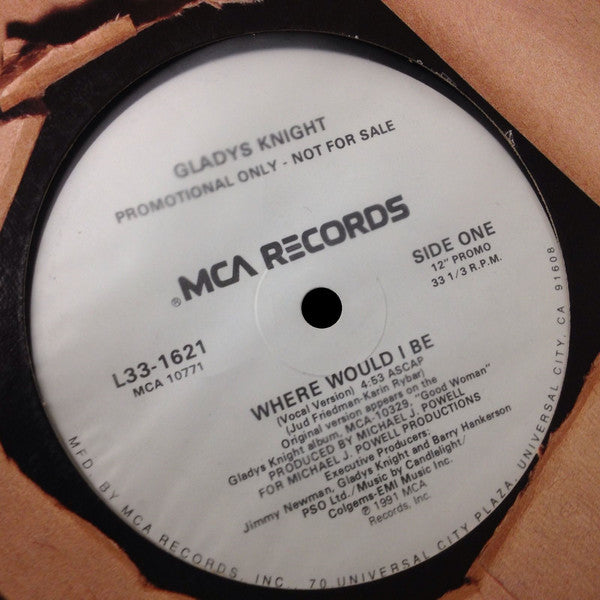 GLADYS KNIGHT
PROMOTIONAL ONLY - NOT FOR SALE
®MCA RECORDS
SIDE ONE
12" PROMO
33 1/3 R.P.M.
L33-1621
MCA 10771
WHERE WOULD I BE
(Vocal Version) 4:53 ASCAP
(Jud Friedman-Karin Rybar)
Original version appears on the
Gladys Knight album, MCA-10329, "Good Woman"
PRODUCED BY MICHAEL J. POWELL
FOR MICHAEL J. POWELL PRODUCTIONS
Executive Producers:
Jimmy Newman, Gladys Knight and Barry Hankerson
PSO Ltd./Music by Candlelight/
Colgems-EMI Music Inc.
℗ 1991 MCA
Records, Inc.
MFD. BY MCA RECORDS, INC., 70 UNIVERSAL CITY PLAZA, UNIVERSAL CITY, CA 91608